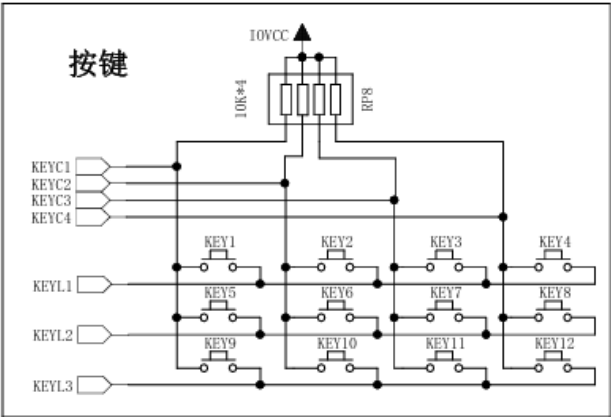 IOVCC
按键
10K*4
RP8
KEYC1
KEYC2
KEYC3
KEYC4
KEY1 KEY2 KEY3 KEY4
KEYL1
KEY5 KEY6 KEY7 KEY8
KEYL2
KEY9 KEY10 KEY11 KEY12
KEYL3